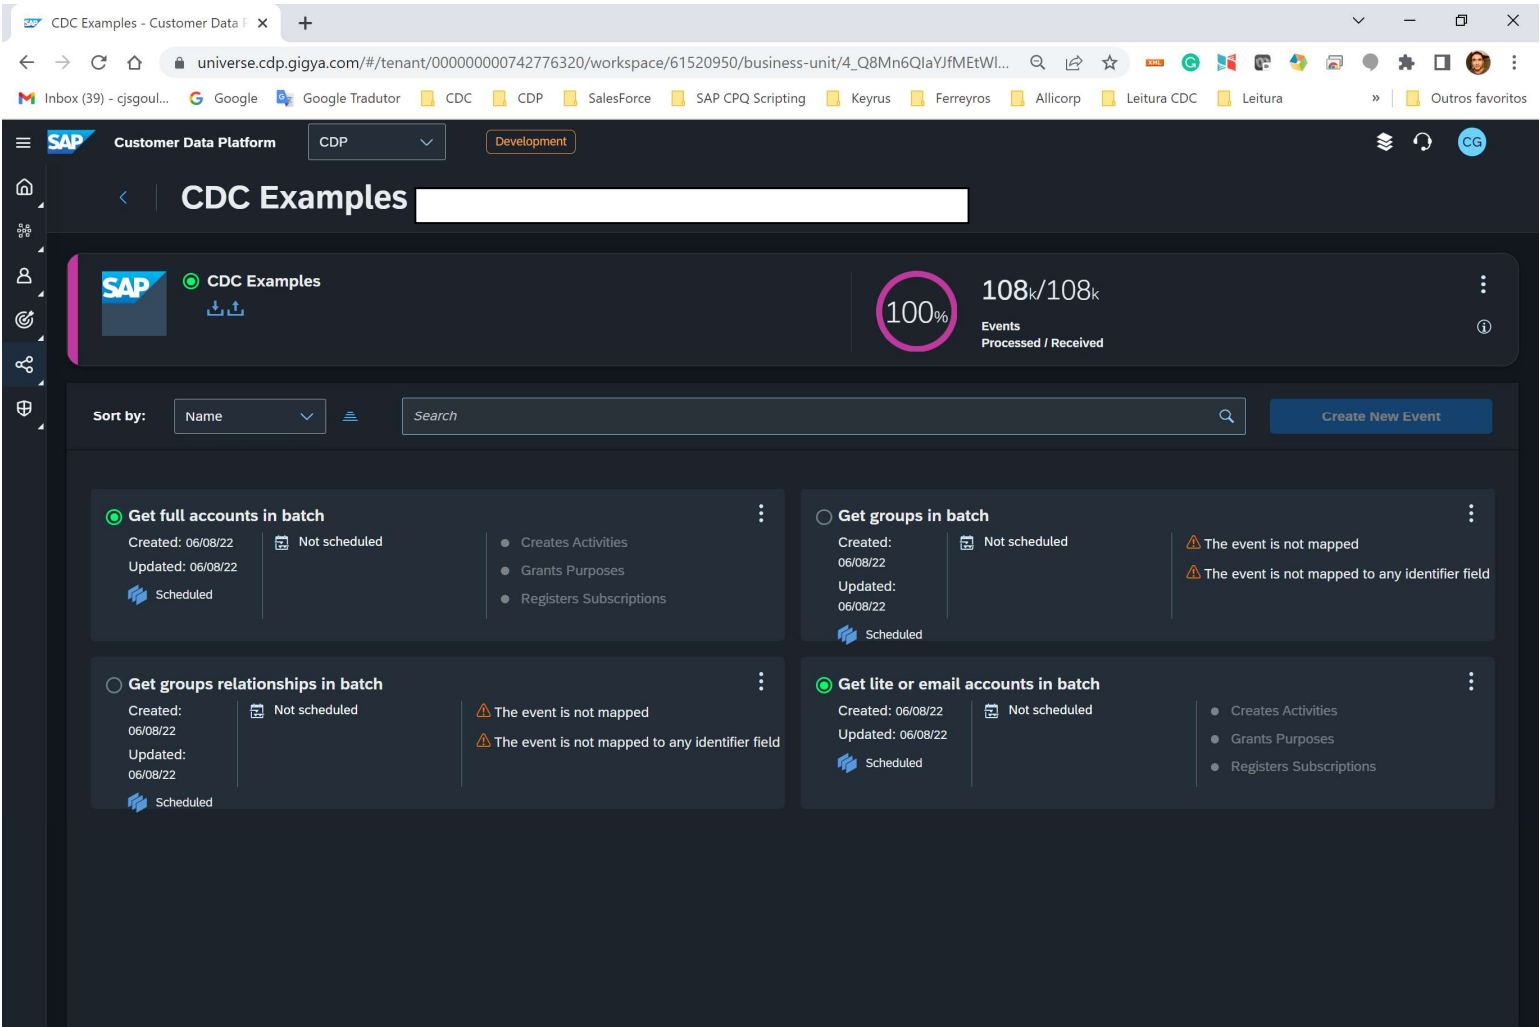 CDC Examples - Customer Data P
universe.cdp.gigya.com/#/tenant/000000000742776320/workspace/61520950/business-unit/4_Q8Mn6QIaYJfMEtWl...
Inbox (39) - cjsgoul...
Google
Google Tradutor
CDC
CDP
SalesForce
SAP CPQ Scripting
Keyrus
Ferreyros
Allicorp
Leitura CDC
Leitura
»
Outros favoritos
SAP
Customer Data Platform
CDP
Development
CG
CDC Examples
SAP
CDC Examples
100%
108k/108k
Events
Processed / Received
Sort by:
Name
Search
Create New Event
Get full accounts in batch
Created: 06/08/22
Updated: 06/08/22
Scheduled
Not scheduled
Creates Activities
Grants Purposes
Registers Subscriptions
Get groups in batch
Created:
06/08/22
Updated:
06/08/22
Scheduled
Not scheduled
The event is not mapped
The event is not mapped to any identifier field
Get groups relationships in batch
Created:
06/08/22
Updated:
06/08/22
Scheduled
Not scheduled
The event is not mapped
The event is not mapped to any identifier field
Get lite or email accounts in batch
Created: 06/08/22
Updated: 06/08/22
Scheduled
Not scheduled
Creates Activities
Grants Purposes
Registers Subscriptions